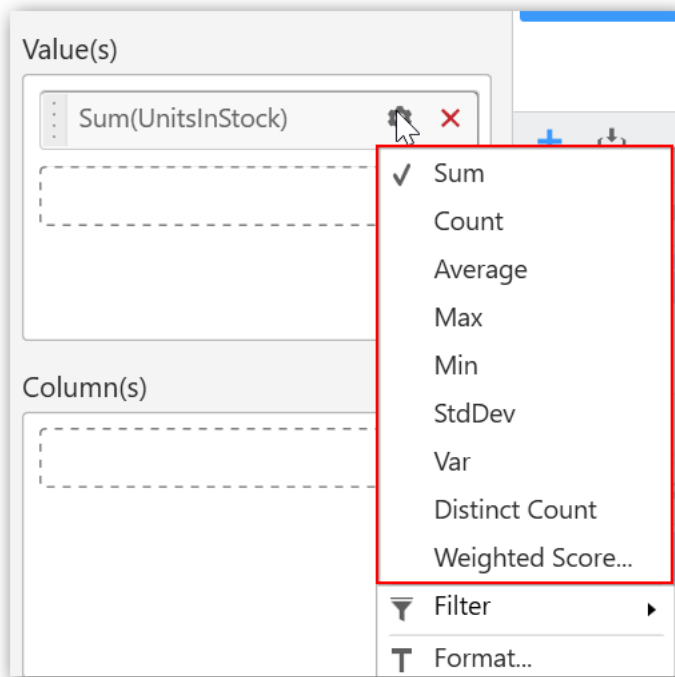 Value(s)
Sum(UnitsInStock)
Sum
Count
Average
Max
Min
StdDev
Var
Distinct Count
Weighted Score...
Filter
Format...
Column(s)